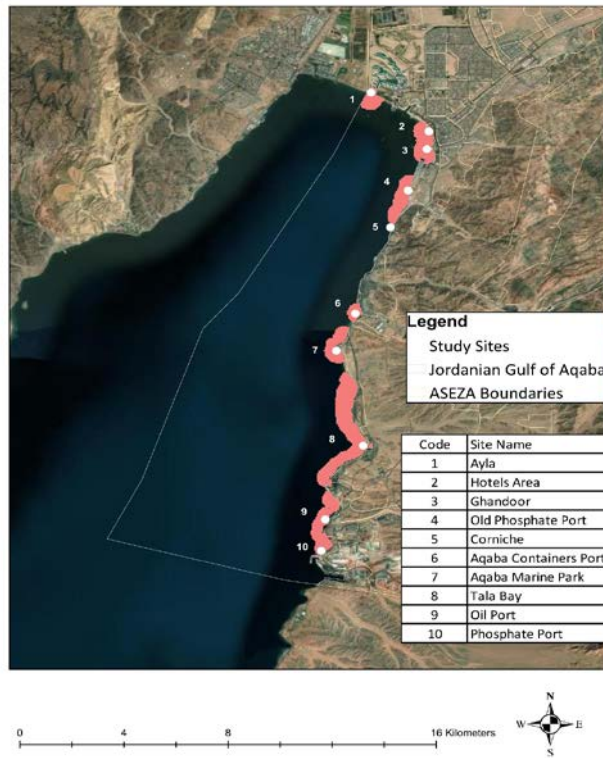 1
2
3
4
5
6
7
8
9
10
Legend
Study Sites
Jordanian Gulf of Aqaba
ASEZA Boundaries
Code Site Name
1 Ayla
2 Hotels Area
3 Ghandoor
4 Old Phosphate Port
5 Corniche
6 Aqaba Containers Port
7 Aqaba Marine Park
8 Tala Bay
9 Oil Port
10 Phosphate Port
N
W E
S
0 4 8 16 Kilometers